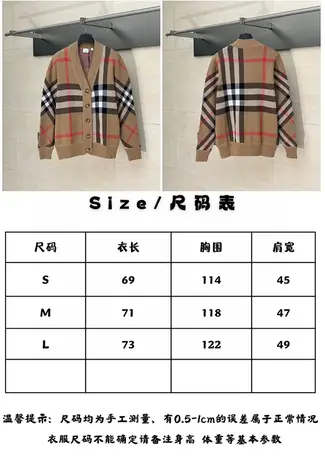 Size/尺码表
尺码 衣长 胸围 肩宽
S 69 114 45
M 71 118 47
L 73 122 49
温馨提示: 尺码均为手工测量、有0.5-1cm的误差属于正常情况
衣服尺码不能确定请备注身高 体重等基本参数